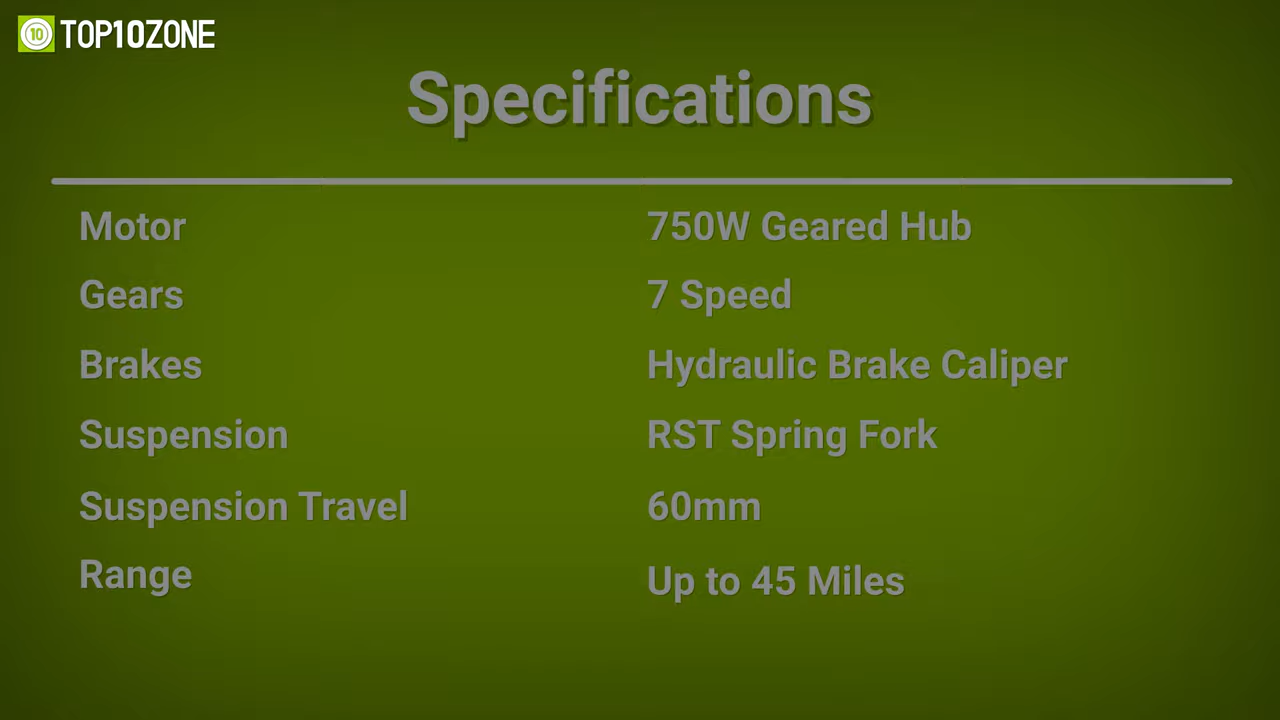 TOP10ZONE
Specifications
Motor 750W Geared Hub
Gears 7 Speed
Brakes Hydraulic Brake Caliper
Suspension RST Spring Fork
Suspension Travel 60mm
Range Up to 45 Miles